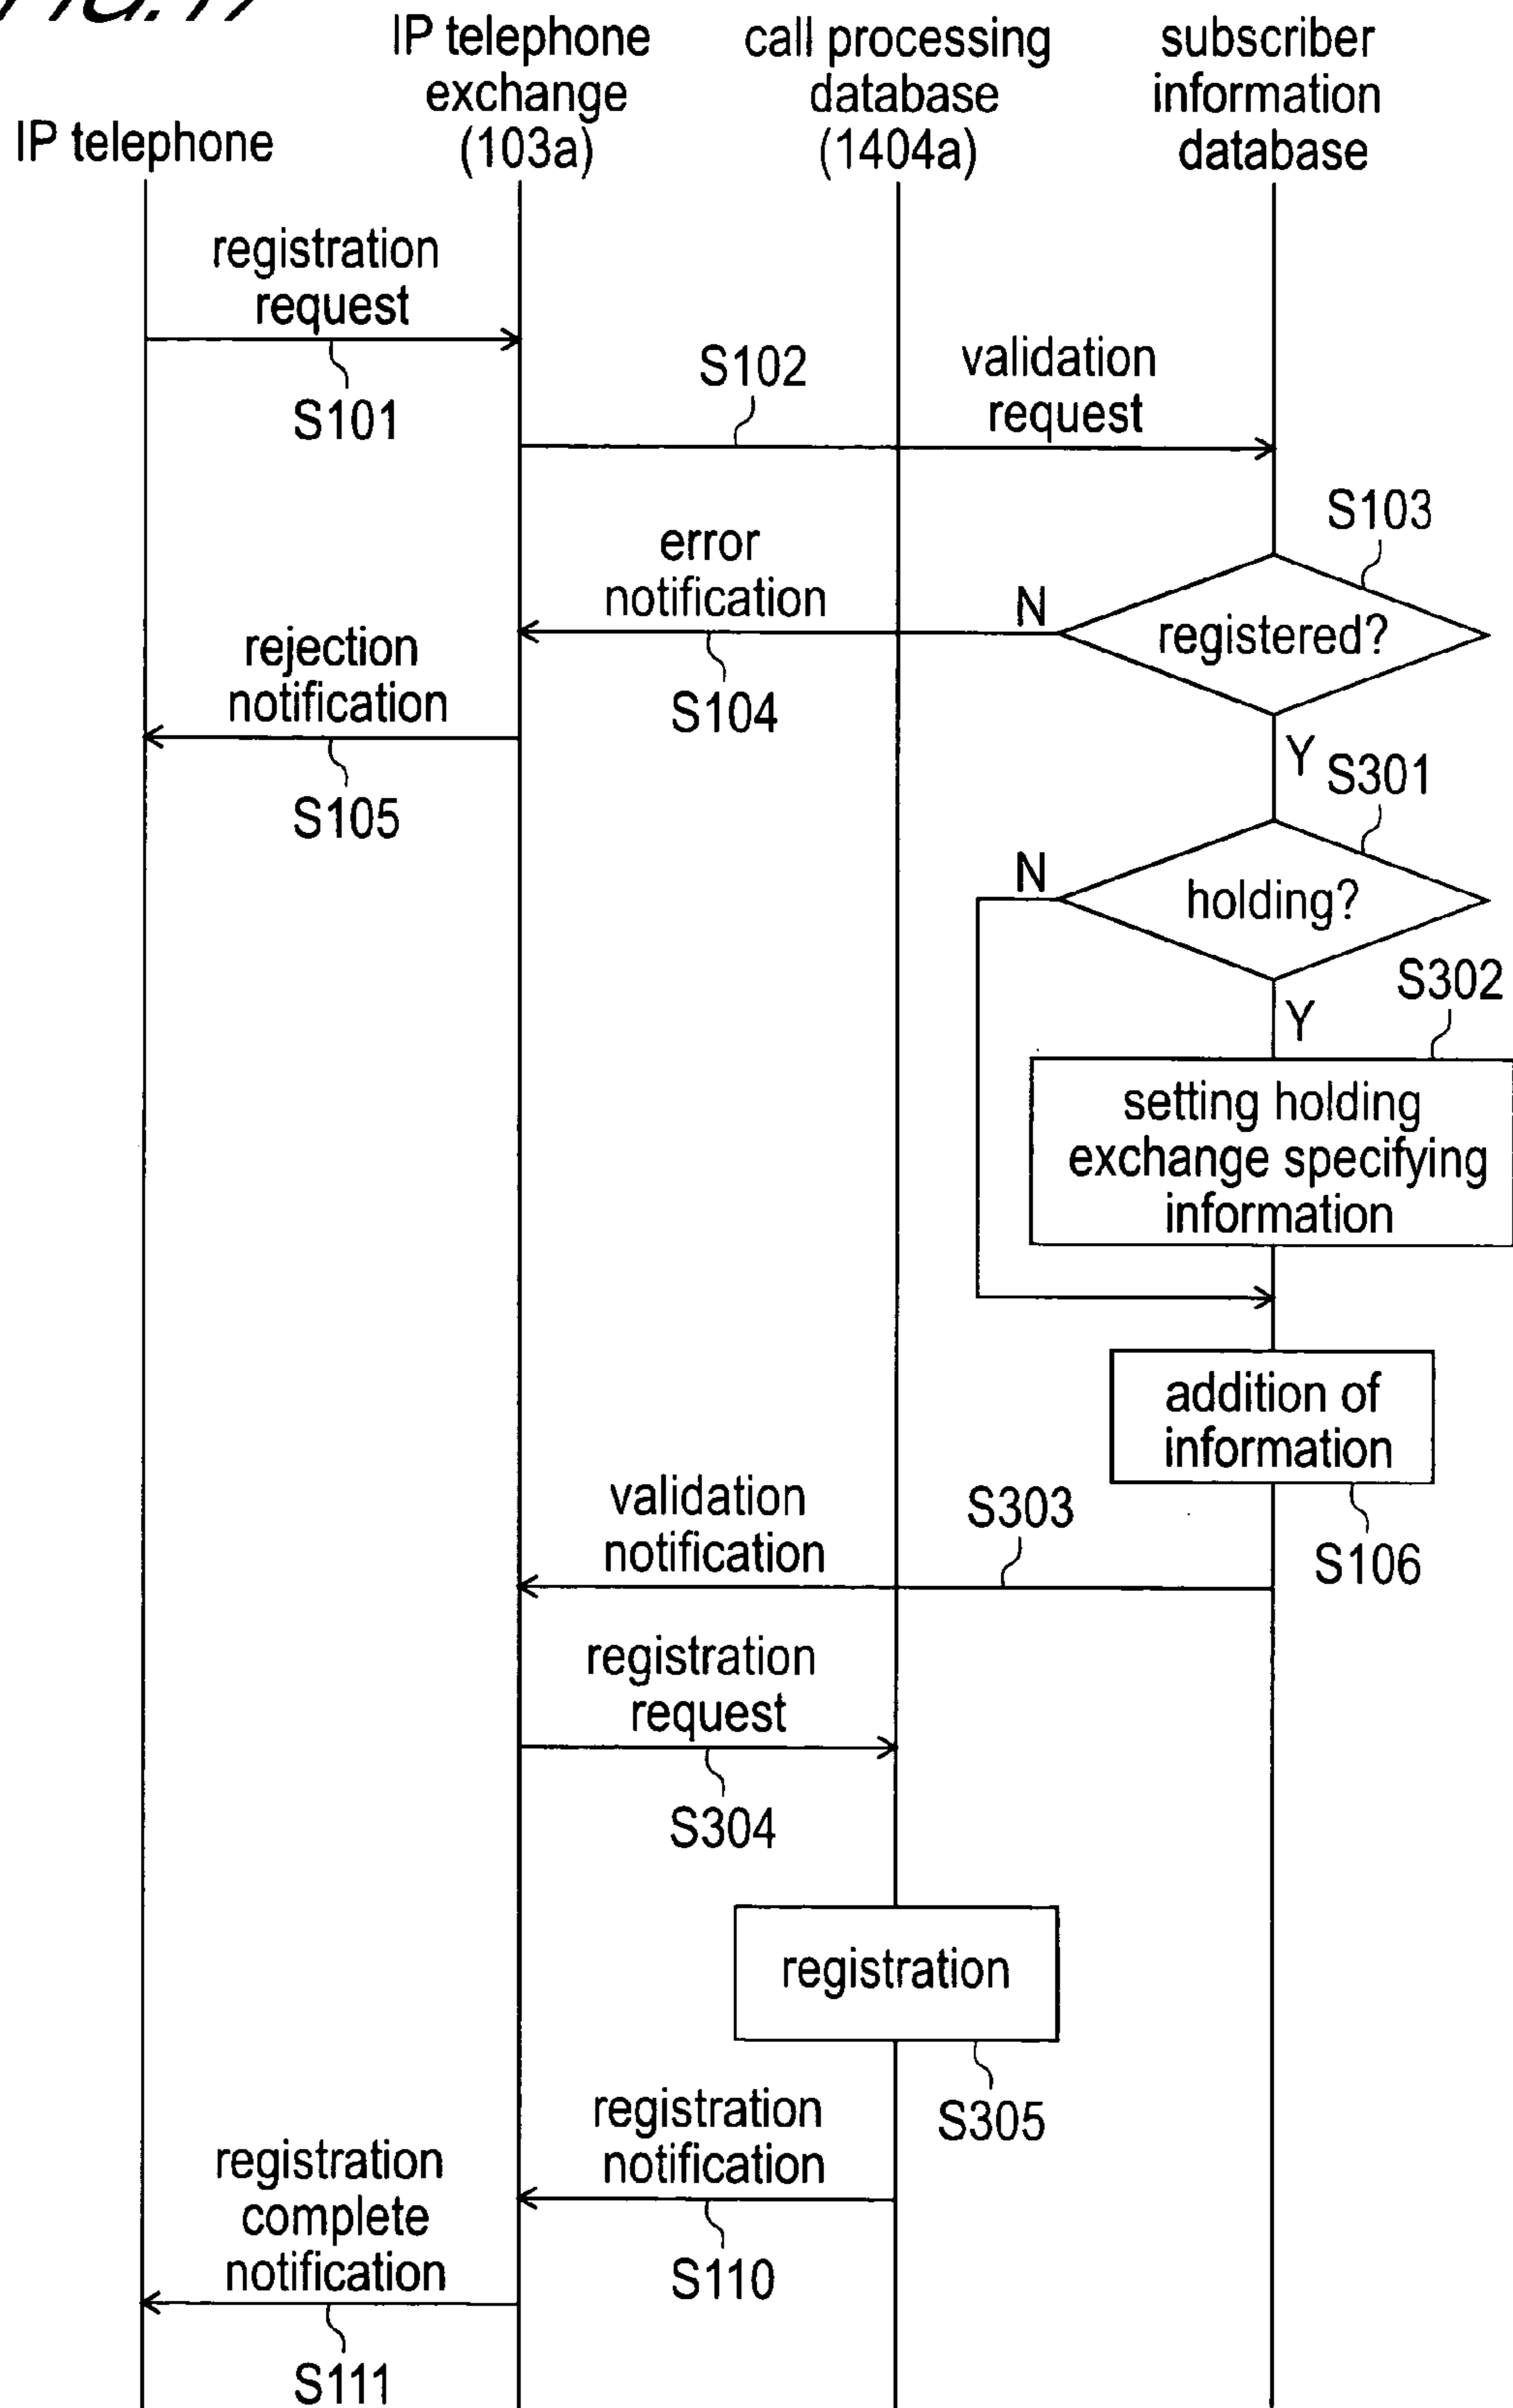 FIG.17
IP telephone
IP telephone
exchange
(103a)
call processing
database
(1404a)
subscriber
information
database
registration
request
S101
S102
validation
request
S103
error
notification
N
registered?
S104
rejection
notification
S105
Y
S301
N
holding?
S302
Y
setting holding
exchange specifying
information
addition of
information
S106
validation
notification
S303
registration
request
S304
registration
S305
registration
notification
S110
registration
complete
notification
S111